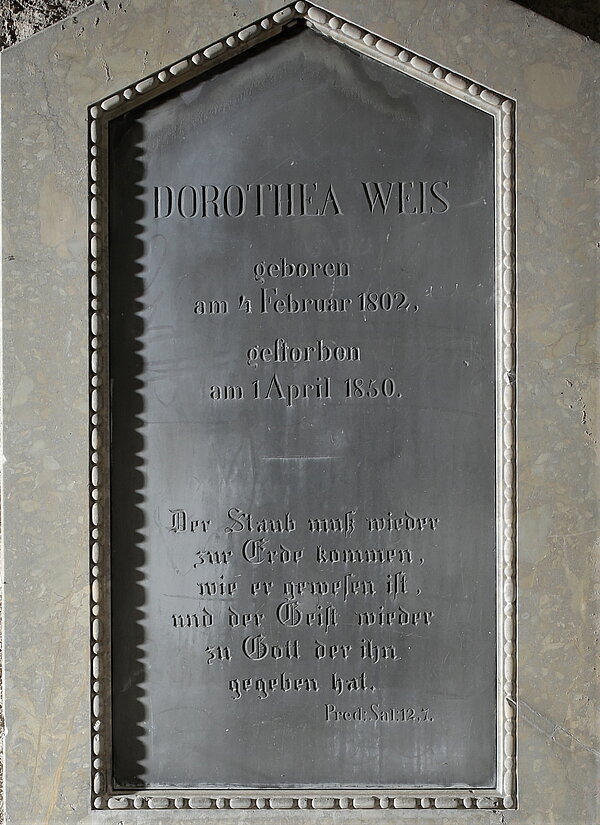 DOROTHEA WEIS
geboren
am 4 Februar 1802,
geſtorben
am 1 April 1850.
Der Staub muß wieder
zur Erde kommen,
wie er geweſen iſt,
und der Geiſt wieder
zu Gott der ihn
gegeben hat.
Pred: Sal: 12,7.